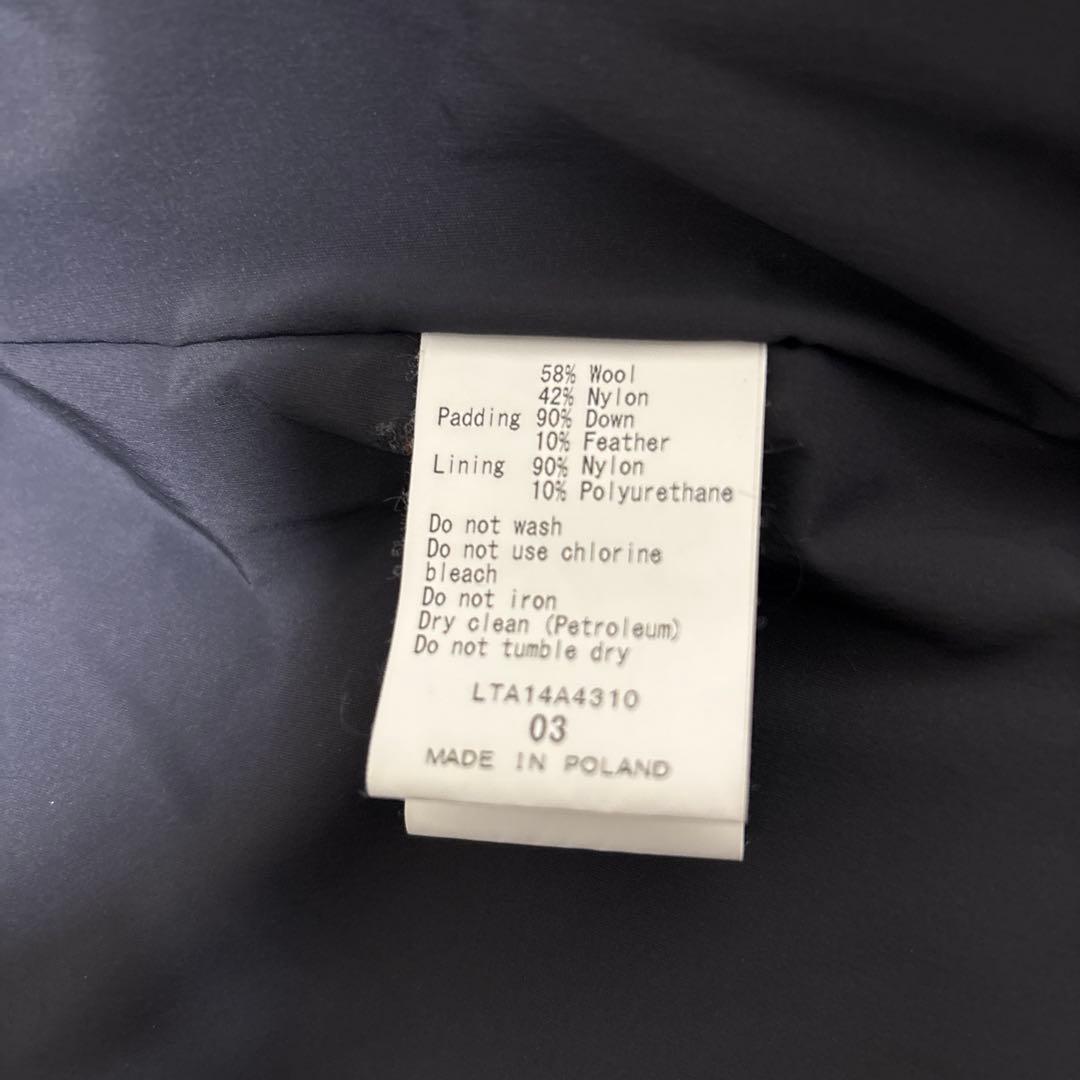 58% Wool
42% Nylon
Padding 90% Down
10% Feather
Lining 90% Nylon
10% Polyurethane
Do not wash
Do not use chlorine
bleach
Do not iron
Dry clean (Petroleum)
Do not tumble dry
LTA14A4310
03
MADE IN POLAND